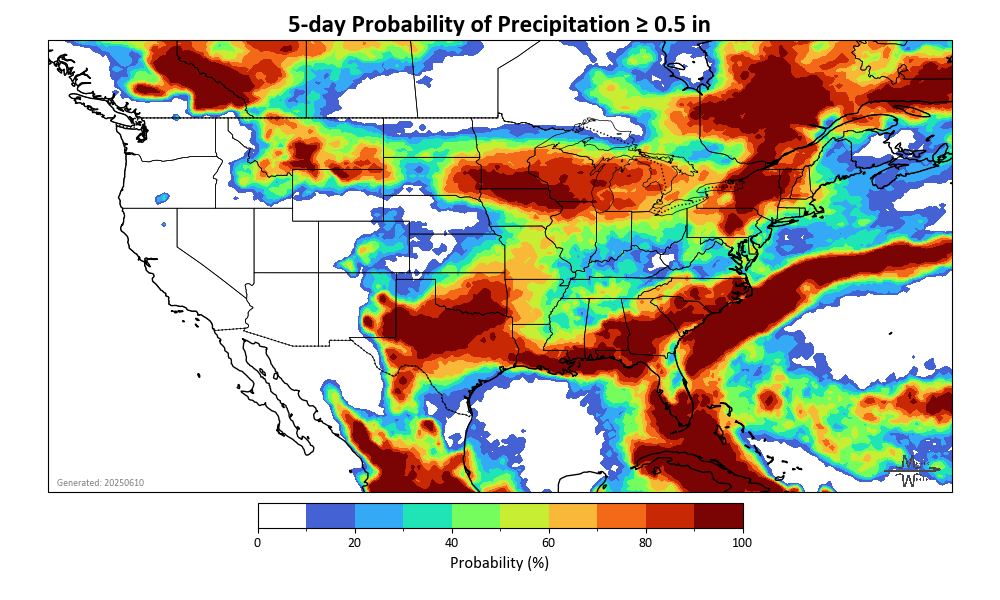 5-day Probability of Precipitation ≥ 0.5 in
Generated: 20250610
0 20 40 60 80 100
Probability (%)